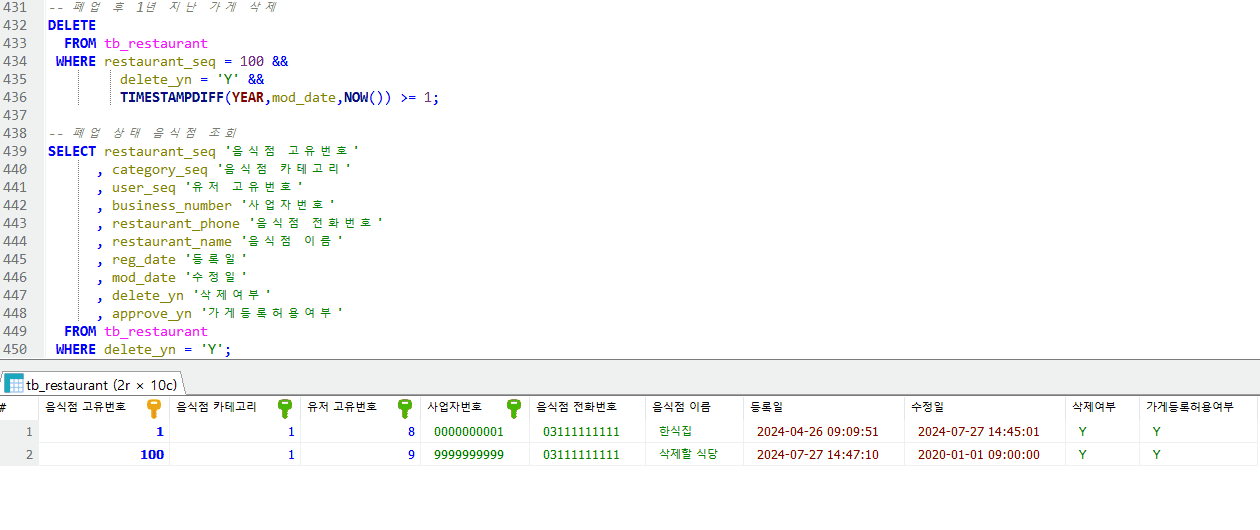 431 -- 폐업 후 1년 지난 가게 삭제
432 DELETE
433 FROM tb_restaurant
434 WHERE restaurant_seq = 100 &&
435 delete_yn = 'Y' &&
436 TIMESTAMPDIFF(YEAR,mod_date,NOW()) >= 1;
437
438 -- 폐업 상태 음식점 조회
439 SELECT restaurant_seq '음식점 고유번호'
440 , category_seq '음식점 카테고리'
441 , user_seq '유저 고유번호'
442 , business_number '사업자번호'
443 , restaurant_phone '음식점 전화번호'
444 , restaurant_name '음식점 이름'
445 , reg_date '등록일'
446 , mod_date '수정일'
447 , delete_yn '삭제여부'
448 , approve_yn '가게등록허용여부'
449 FROM tb_restaurant
450 WHERE delete_yn = 'Y';
tb_restaurant (2r × 10c)
# 음식점 고유번호 음식점 카테고리 유저 고유번호 사업자번호 음식점 전화번호 음식점 이름 등록일 수정일 삭제여부 가게등록허용여부
1 1 1 8 0000000001 03111111111 한식집 2024-04-26 09:09:51 2024-07-27 14:45:01 Y Y
2 100 1 9 9999999999 03111111111 삭제할 식당 2024-07-27 14:47:10 2020-01-01 09:00:00 Y Y